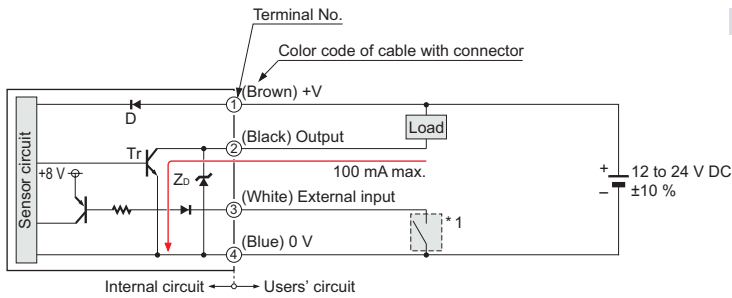 Terminal No.
Color code of cable with connector
(Brown) +V
1
D
Load
(Black) Output
2
Tr
Sensor circuit
+8 V
ZD
100 mA max.
+
12 to 24 V DC
–
±10 %
(White) External input
3
* 1
(Blue) 0 V
4
Internal circuit
Users' circuit